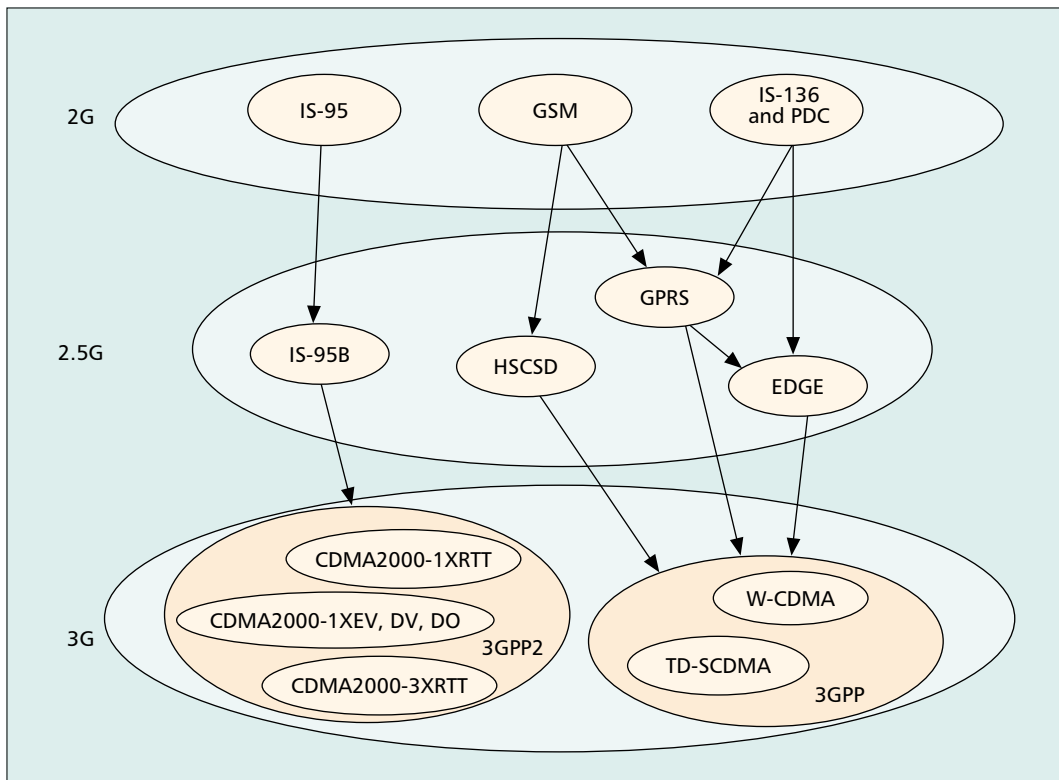 2G
IS-95
GSM
IS-136
and PDC
2.5G
GPRS
IS-95B
HSCSD
EDGE
3G
CDMA2000-1XRTT
CDMA2000-1XEV, DV, DO
3GPP2
CDMA2000-3XRTT
W-CDMA
TD-SCDMA
3GPP